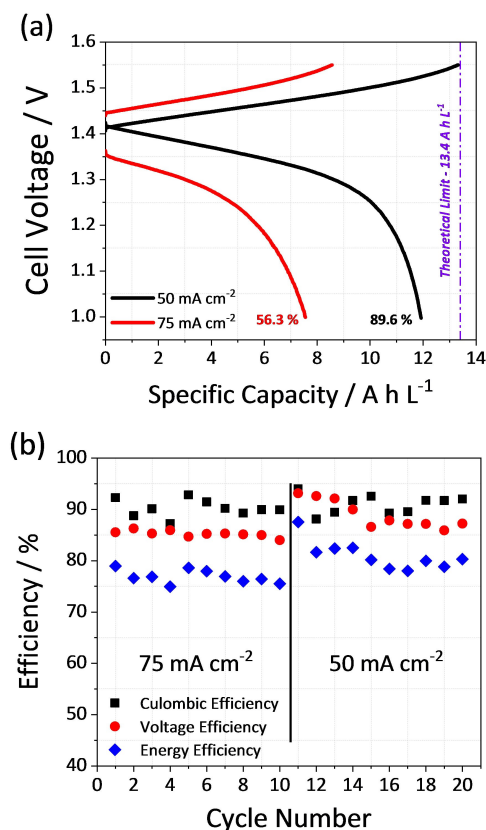 (a)
1.6
1.5
1.4
1.3
1.2
1.1
1.0
Cell Voltage / V
Theoretical Limit - 13.4 A h L⁻¹
50 mA cm⁻²
75 mA cm⁻²
56.3 %
89.6 %
0 2 4 6 8 10 12 14
Specific Capacity / A h L⁻¹
(b)
100
90
80
70
60
50
40
Efficiency / %
75 mA cm⁻²
50 mA cm⁻²
Culombic Efficiency
Voltage Efficiency
Energy Efficiency
0 2 4 6 8 10 12 14 16 18 20
Cycle Number